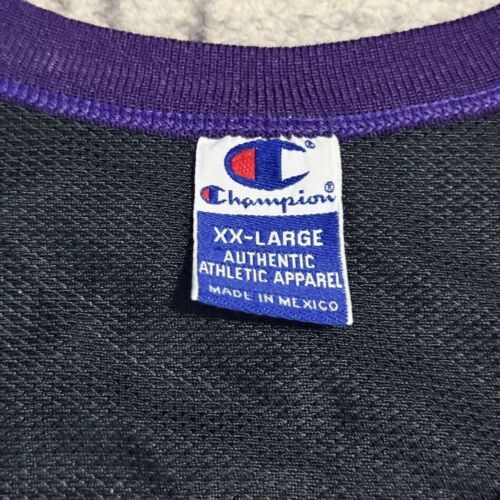 Champion®
XX-LARGE
AUTHENTIC
ATHLETIC APPAREL
MADE IN MEXICO